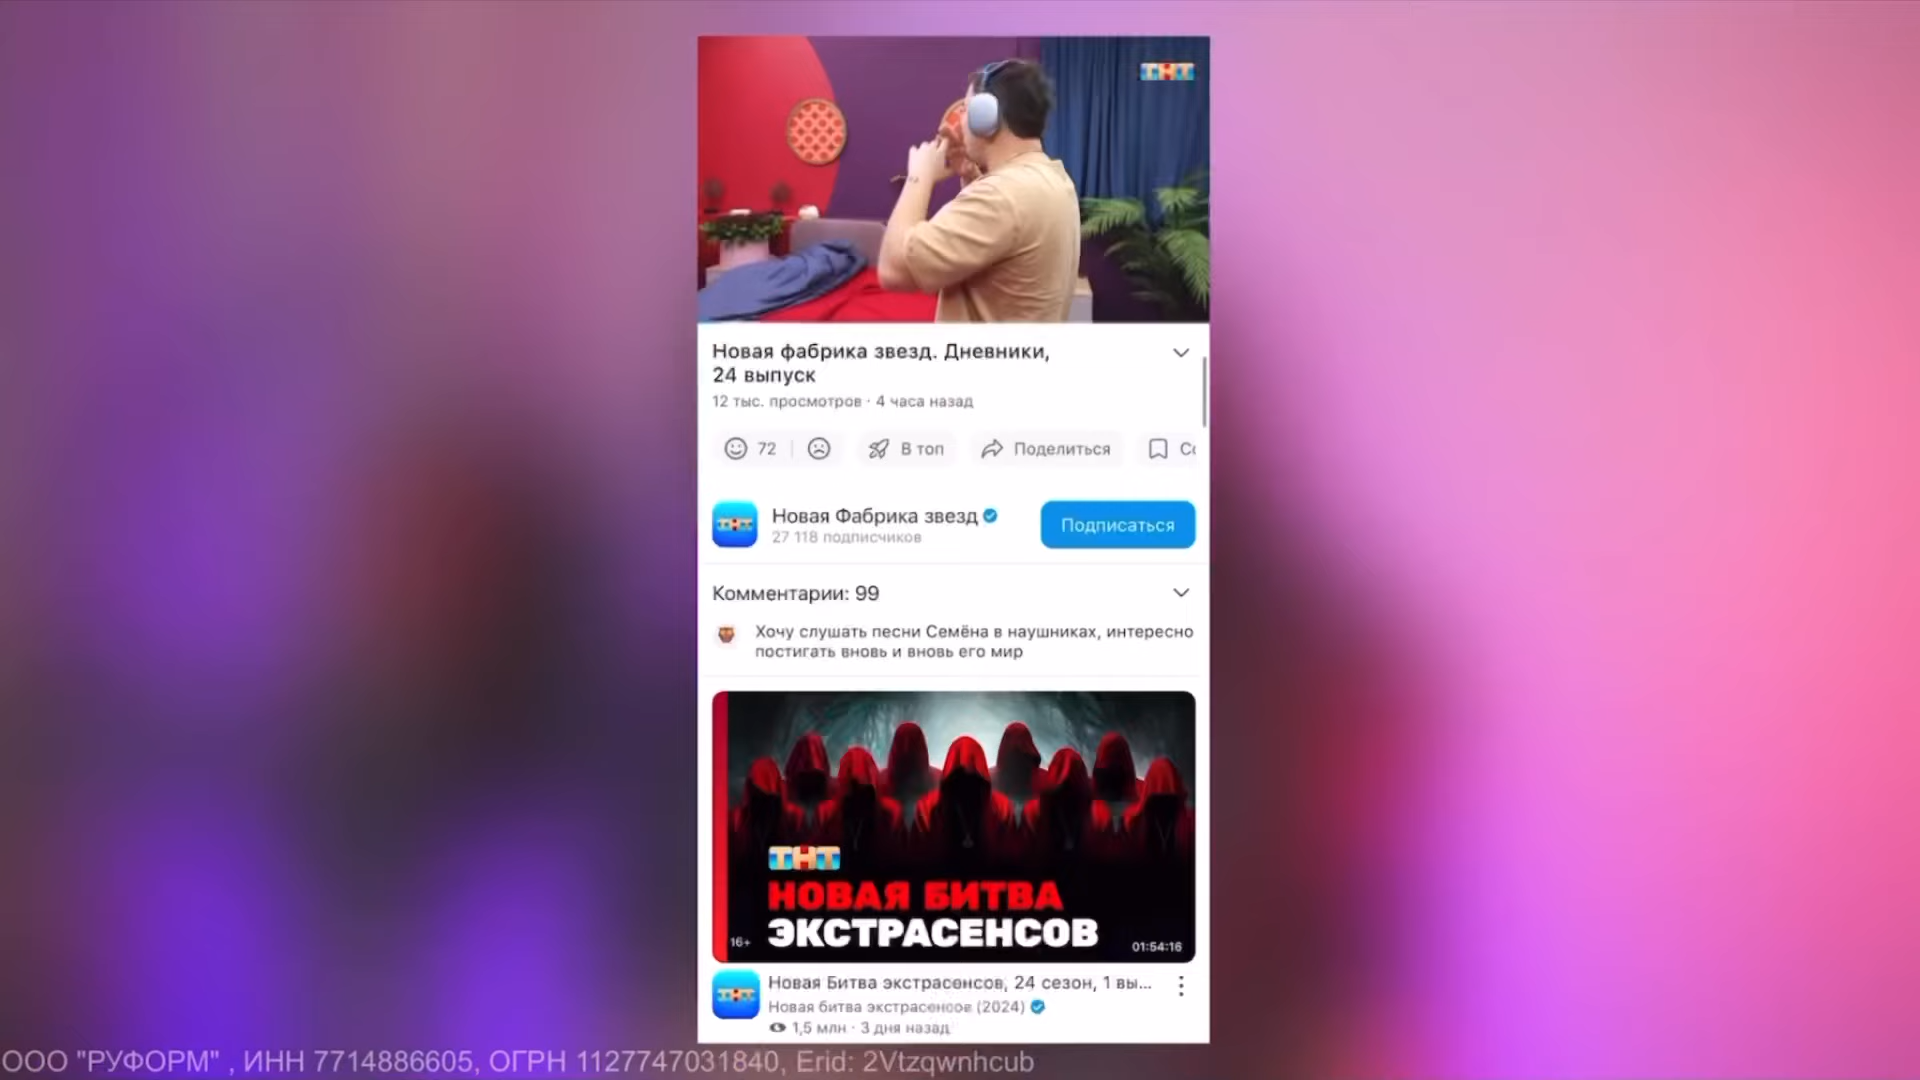 ТНТ
Новая фабрика звезд. Дневники,
24 выпуск
12 тыс. просмотров · 4 часа назад
72
В топ
Поделиться
Со
ТНТ
Новая Фабрика звезд
27 118 подписчиков
Подписаться
Комментарии: 99
Хочу слушать песни Семёна в наушниках, интересно
постигать вновь и вновь его мир
ТНТ
НОВАЯ БИТВА
ЭКСТРАСЕНСОВ
16+
01:54:16
ТНТ
Новая Битва экстрасенсов, 24 сезон, 1 вы...
Новая битва экстрасенсов (2024)
1,5 млн · 3 дня назад
ООО "РУФОРМ" , ИНН 7714886605, ОГРН 1127747031840, Erid: 2Vtzqwnhcub